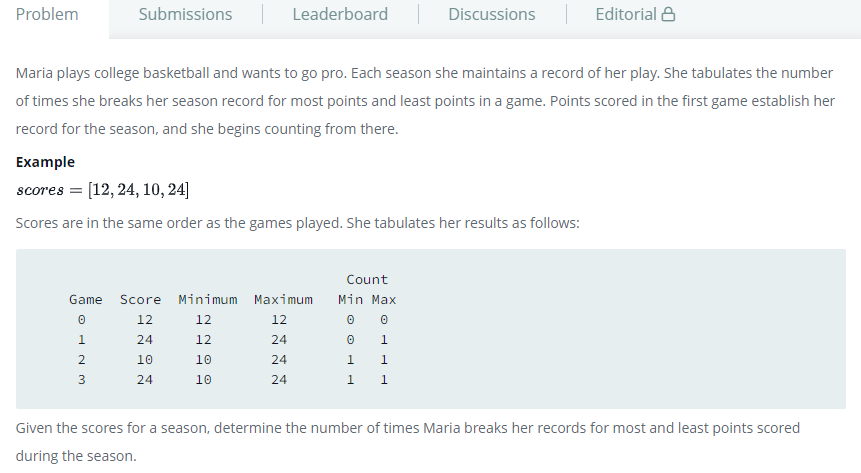 Problem Submissions Leaderboard Discussions Editorial
Maria plays college basketball and wants to go pro. Each season she maintains a record of her play. She tabulates the number
of times she breaks her season record for most points and least points in a game. Points scored in the first game establish her
record for the season, and she begins counting from there.
Example
scores = [12, 24, 10, 24]
Scores are in the same order as the games played. She tabulates her results as follows:
Count
Game Score Minimum Maximum Min Max
0 12 12 12 0 0
1 24 12 24 0 1
2 10 10 24 1 1
3 24 10 24 1 1
Given the scores for a season, determine the number of times Maria breaks her records for most and least points scored
during the season.